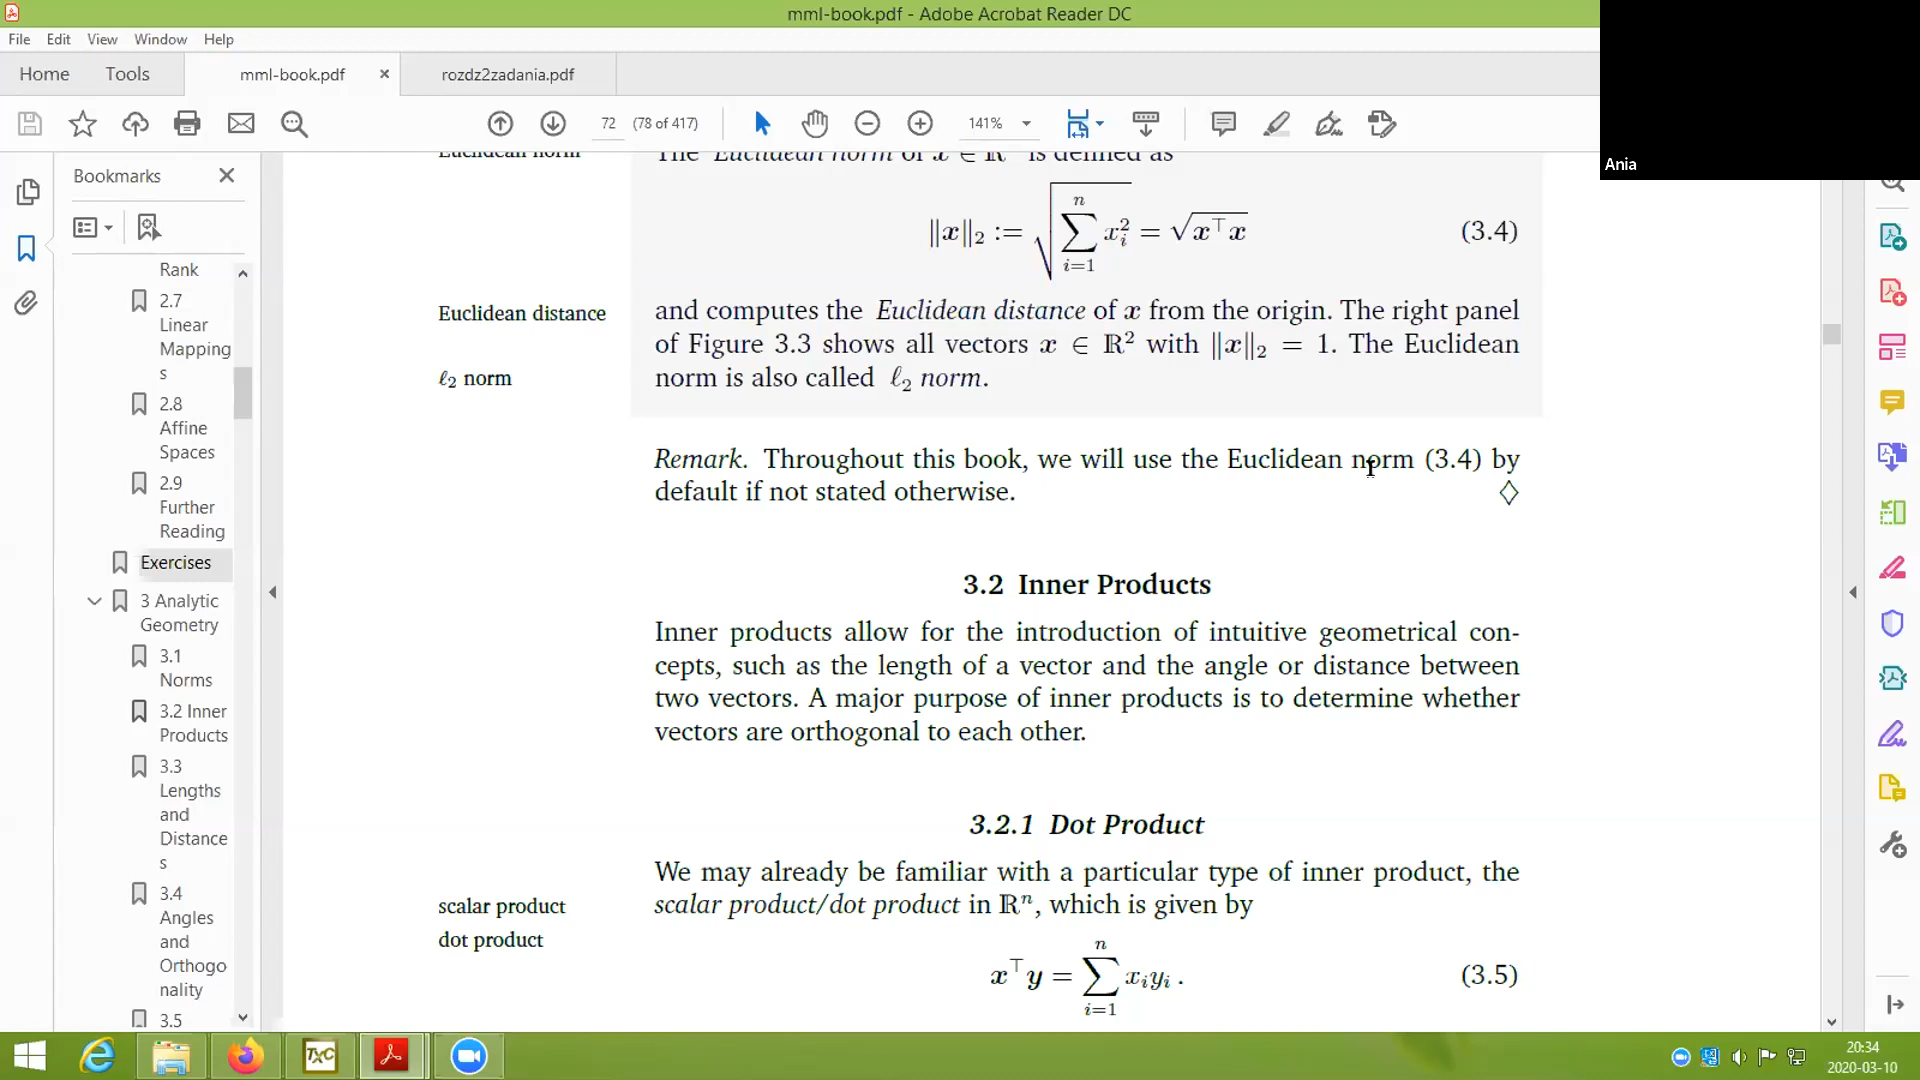 mml-book.pdf - Adobe Acrobat Reader DC
File Edit View Window Help
Home Tools mml-book.pdf × rozdz2zadania.pdf
72 (78 of 417) 141%
Ania
Bookmarks
Rank
2.7
Linear
Mapping
s
2.8
Affine
Spaces
2.9
Further
Reading
Exercises
3 Analytic
Geometry
3.1
Norms
3.2 Inner
Products
3.3
Lengths
and
Distance
s
3.4
Angles
and
Orthogo
nality
3.5
Euclidean norm
The Euclidean norm of x ∈ ℝ is defined as
‖x‖₂ := √∑ᵢ₌₁ⁿ xᵢ² = √x⊤x (3.4)
Euclidean distance
and computes the Euclidean distance of x from the origin. The right panel
of Figure 3.3 shows all vectors x ∈ ℝ² with ‖x‖₂ = 1. The Euclidean
ℓ₂ norm
norm is also called ℓ₂ norm.
Remark. Throughout this book, we will use the Euclidean norm (3.4) by
default if not stated otherwise. ◇
3.2 Inner Products
Inner products allow for the introduction of intuitive geometrical con-
cepts, such as the length of a vector and the angle or distance between
two vectors. A major purpose of inner products is to determine whether
vectors are orthogonal to each other.
3.2.1 Dot Product
We may already be familiar with a particular type of inner product, the
scalar product
scalar product/dot product in ℝⁿ, which is given by
dot product
x⊤y = ∑ᵢ₌₁ⁿ xᵢyᵢ . (3.5)
TXC
20:34
2020-03-10